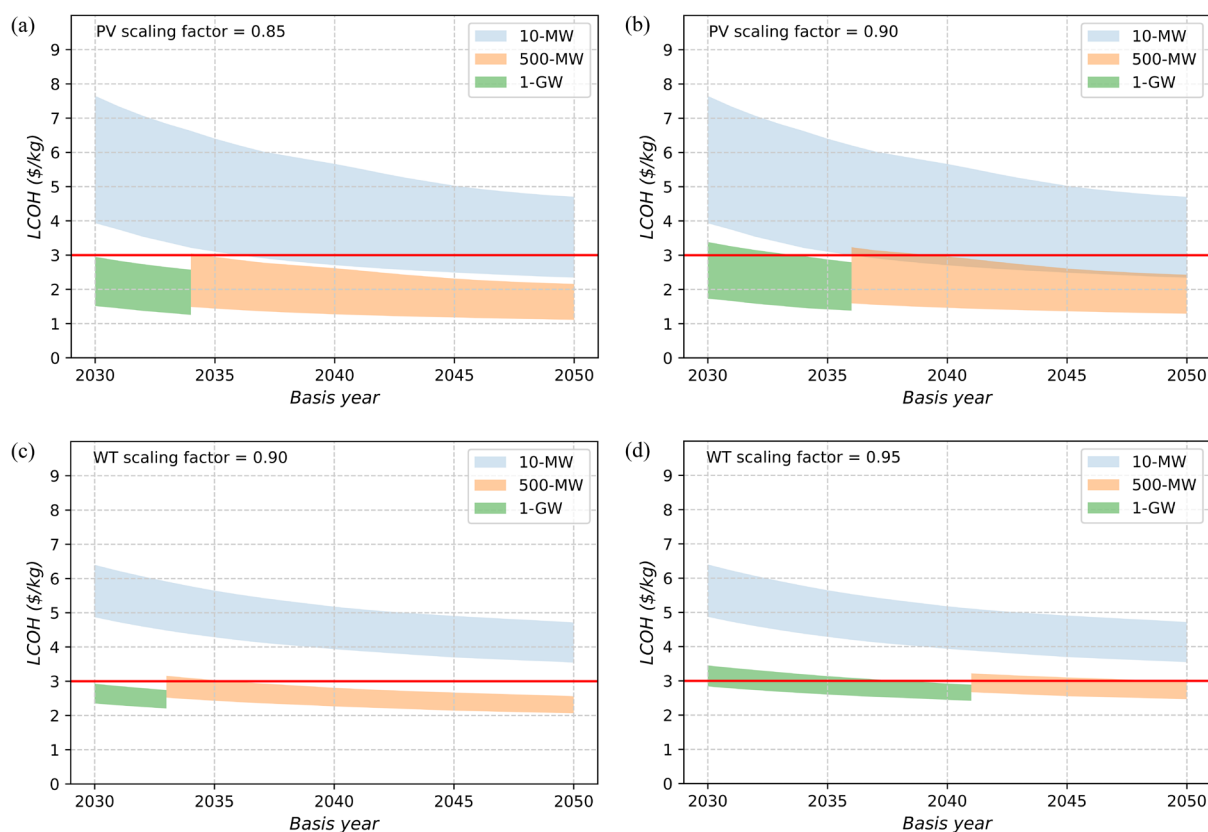 (a)
PV scaling factor = 0.85
10-MW
500-MW
1-GW
LCOH ($/kg)
9
8
7
6
5
4
3
2
1
0
2030 2035 2040 2045 2050
Basis year
(b)
PV scaling factor = 0.90
10-MW
500-MW
1-GW
LCOH ($/kg)
9
8
7
6
5
4
3
2
1
0
2030 2035 2040 2045 2050
Basis year
(c)
WT scaling factor = 0.90
10-MW
500-MW
1-GW
LCOH ($/kg)
9
8
7
6
5
4
3
2
1
0
2030 2035 2040 2045 2050
Basis year
(d)
WT scaling factor = 0.95
10-MW
500-MW
1-GW
LCOH ($/kg)
9
8
7
6
5
4
3
2
1
0
2030 2035 2040 2045 2050
Basis year